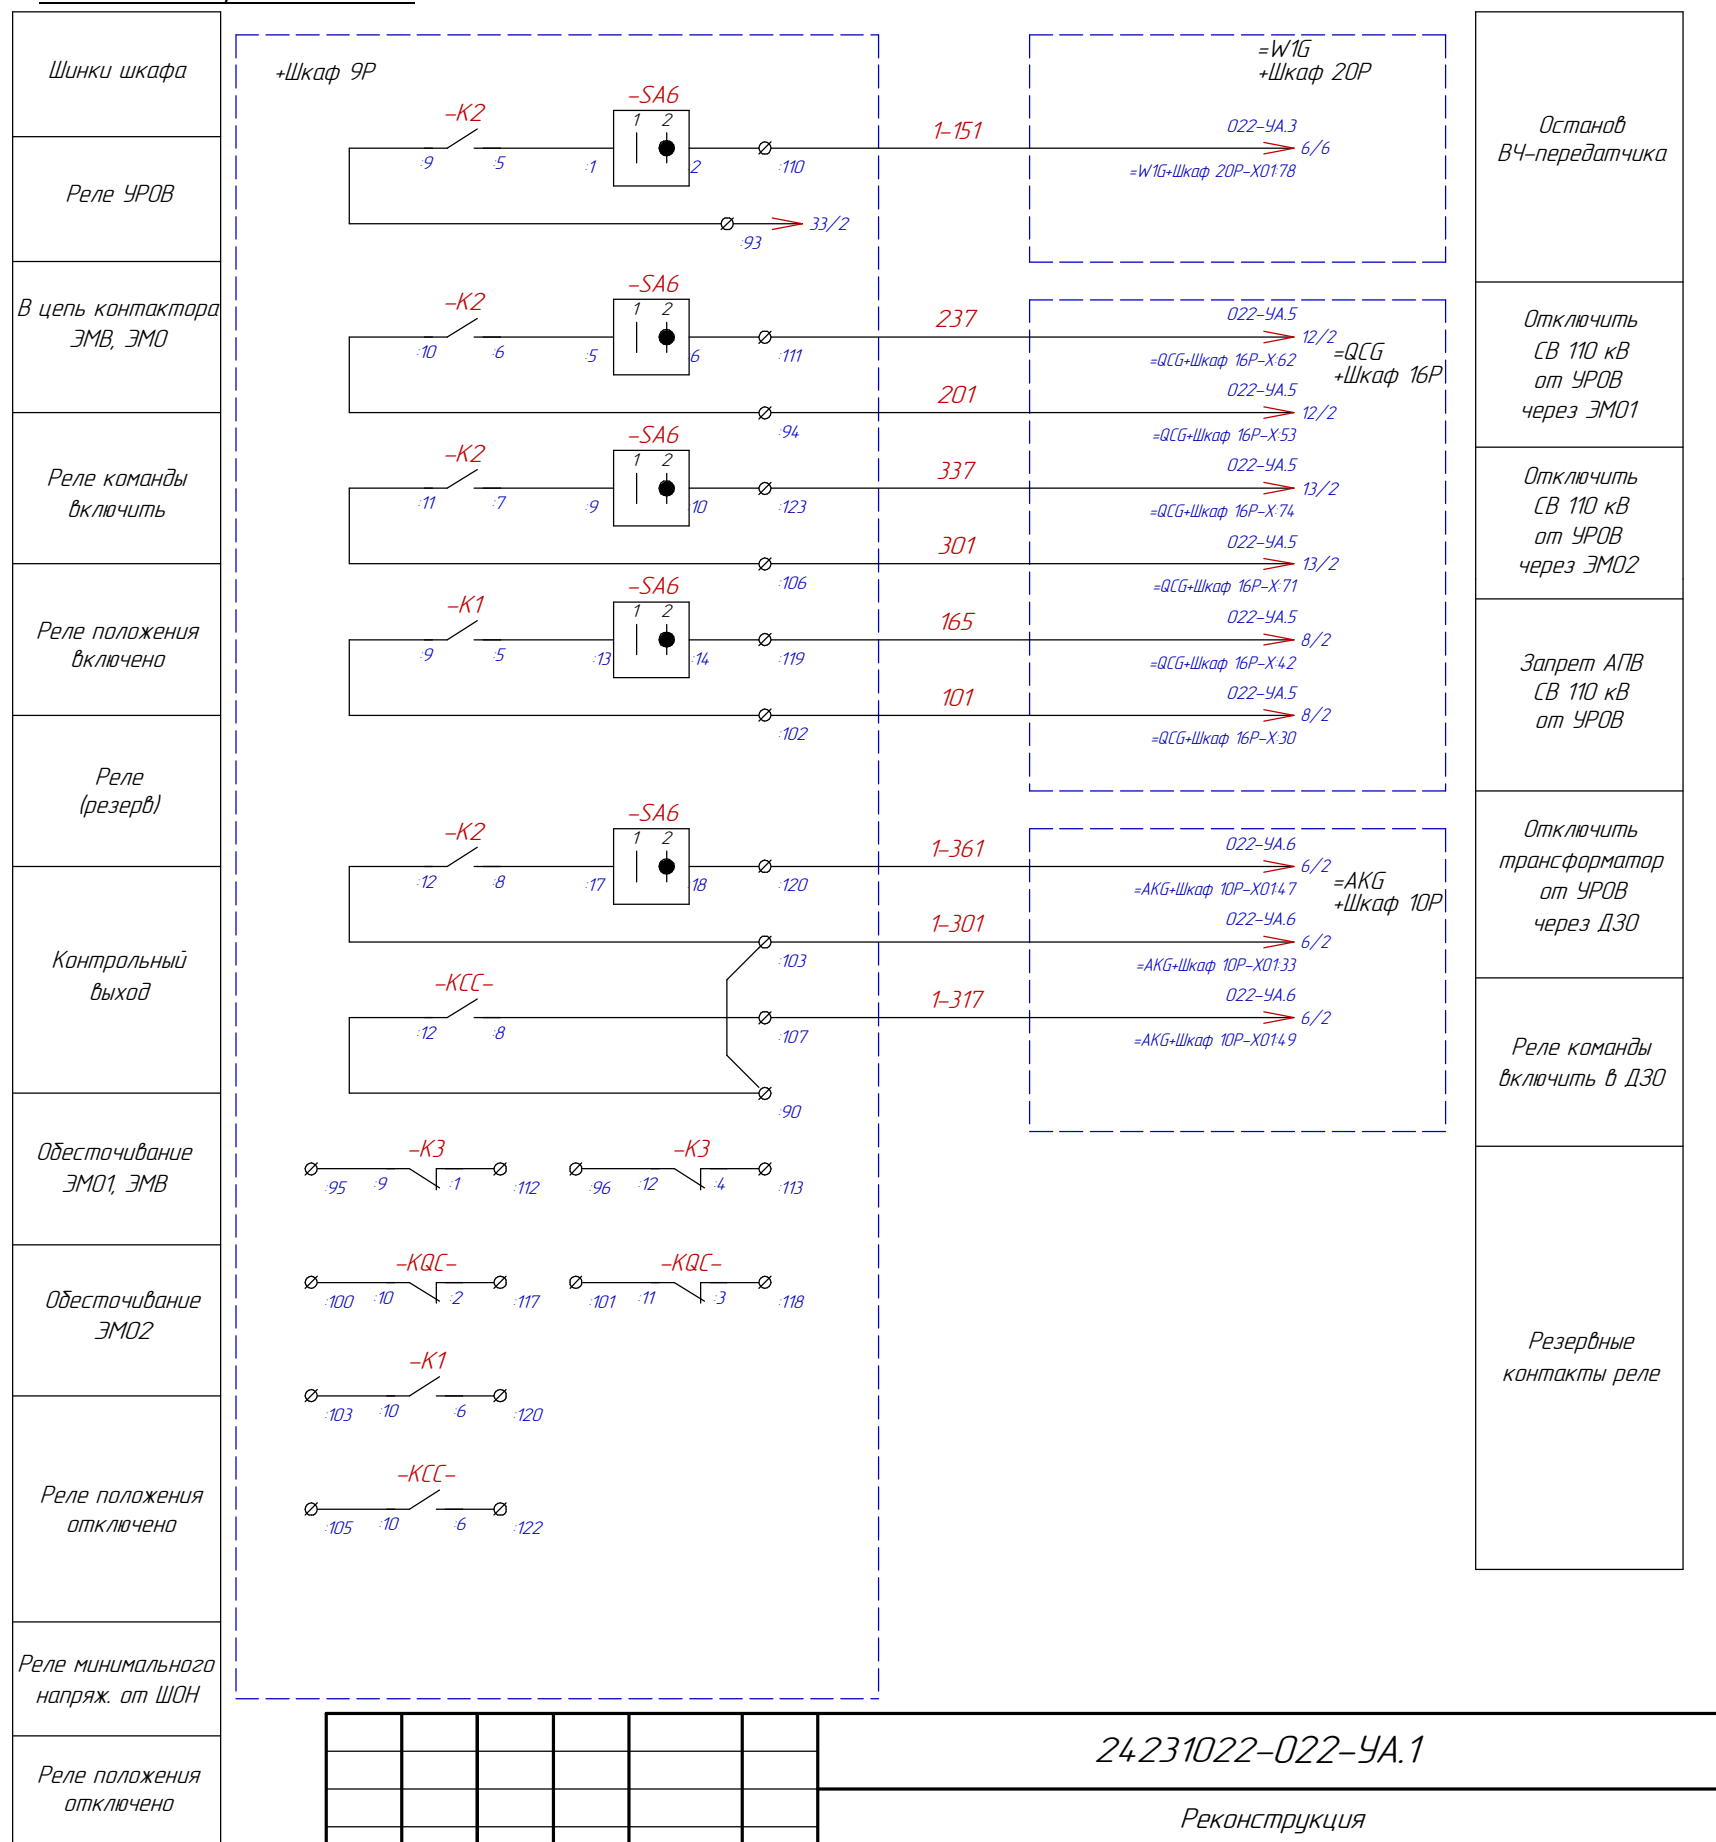 Шинки шкафа
Реле УРОВ
В цепь контактора
ЭМВ, ЭМО
Реле команды
включить
Реле положения
включено
Реле
(резерв)
Контрольный
выход
Обесточивание
ЭМО1, ЭМВ
Обесточивание
ЭМО2
Реле положения
отключено
Реле минимального
напряж. от ШОН
Реле положения
отключено
+Шкаф 9Р
=W1G
+Шкаф 20Р
-K2
-SA6
1 2
:9 :5 :1 2 :110
1-151
022-УА.3
6/6
=W1G+Шкаф 20Р-Х01:78
:93
33/2
-K2
-SA6
1 2
:10 :6 :5 6 :111
237
022-УА.5
12/2
=QCG+Шкаф 16Р-Х:62
=QCG
+Шкаф 16Р
201
022-УА.5
12/2
:94
=QCG+Шкаф 16Р-Х:53
-K2
-SA6
1 2
:11 :7 :9 :10 :123
337
022-УА.5
13/2
=QCG+Шкаф 16Р-Х:74
301
022-УА.5
13/2
:106
=QCG+Шкаф 16Р-Х:71
-K1
-SA6
1 2
:9 :5 :13 :14 :119
165
022-УА.5
8/2
=QCG+Шкаф 16Р-Х:42
101
022-УА.5
8/2
:102
=QCG+Шкаф 16Р-Х:30
-K2
-SA6
1 2
:12 :8 :17 :18 :120
1-361
022-УА.6
6/2
=AKG+Шкаф 10Р-Х01:47
=AKG
+Шкаф 10Р
1-301
022-УА.6
6/2
:103
=AKG+Шкаф 10Р-Х01:33
-KCC-
:12 :8 :107
1-317
022-УА.6
6/2
=AKG+Шкаф 10Р-Х01:49
:90
-K3 -K3
:95 :9 :1 :112 :96 :12 :4 :113
-KQC- -KQC-
:100 :10 :2 :117 :101 :11 :3 :118
-K1
:103 :10 :6 :120
-KCC-
:105 :10 :6 :122
Останов
ВЧ-передатчика
Отключить
СВ 110 кВ
от УРОВ
через ЭМО1
Отключить
СВ 110 кВ
от УРОВ
через ЭМО2
Запрет АПВ
СВ 110 кВ
от УРОВ
Отключить
трансформатор
от УРОВ
через ДЗО
Реле команды
включить в ДЗО
Резервные
контакты реле
24231022-022-УА.1
Реконструкция